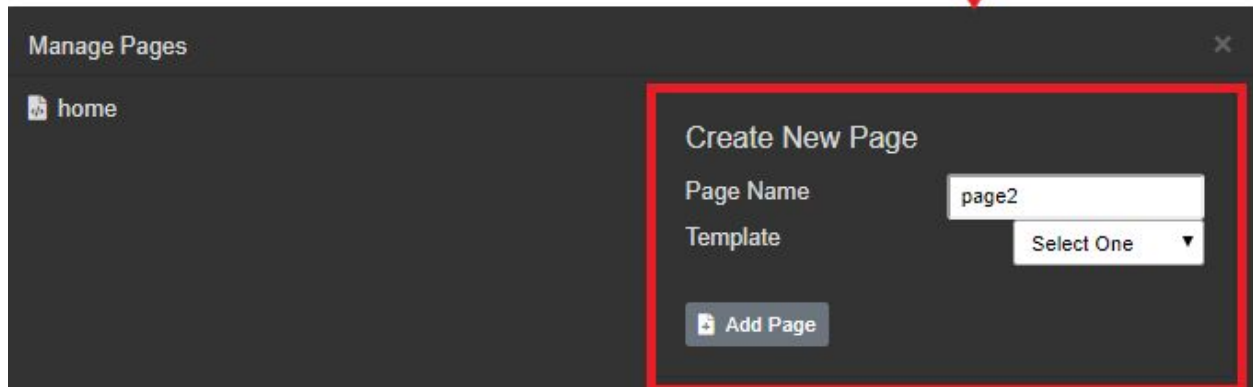 Manage Pages ×
home
Create New Page
Page Name page2
Template Select One
Add Page